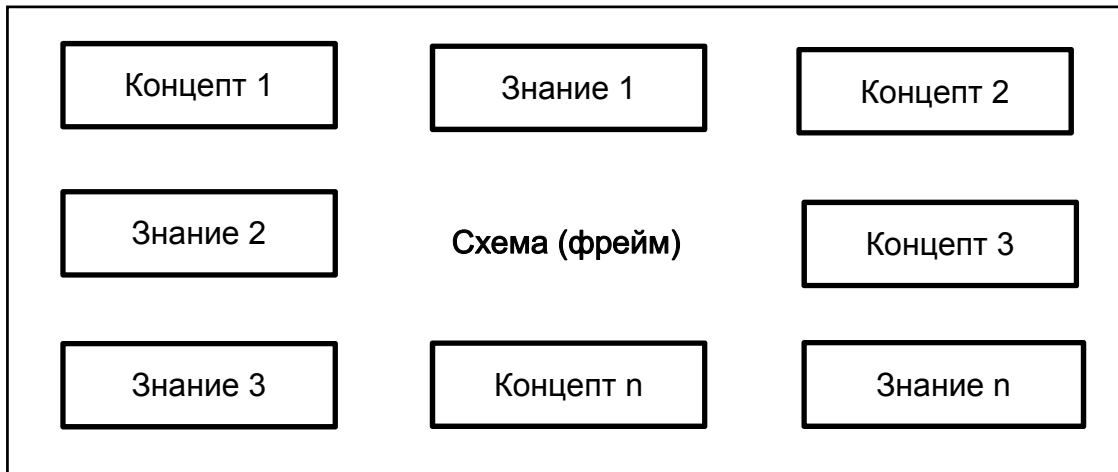 Концепт 1
Знание 1
Концепт 2
Знание 2
Схема (фрейм)
Концепт 3
Знание 3
Концепт n
Знание n